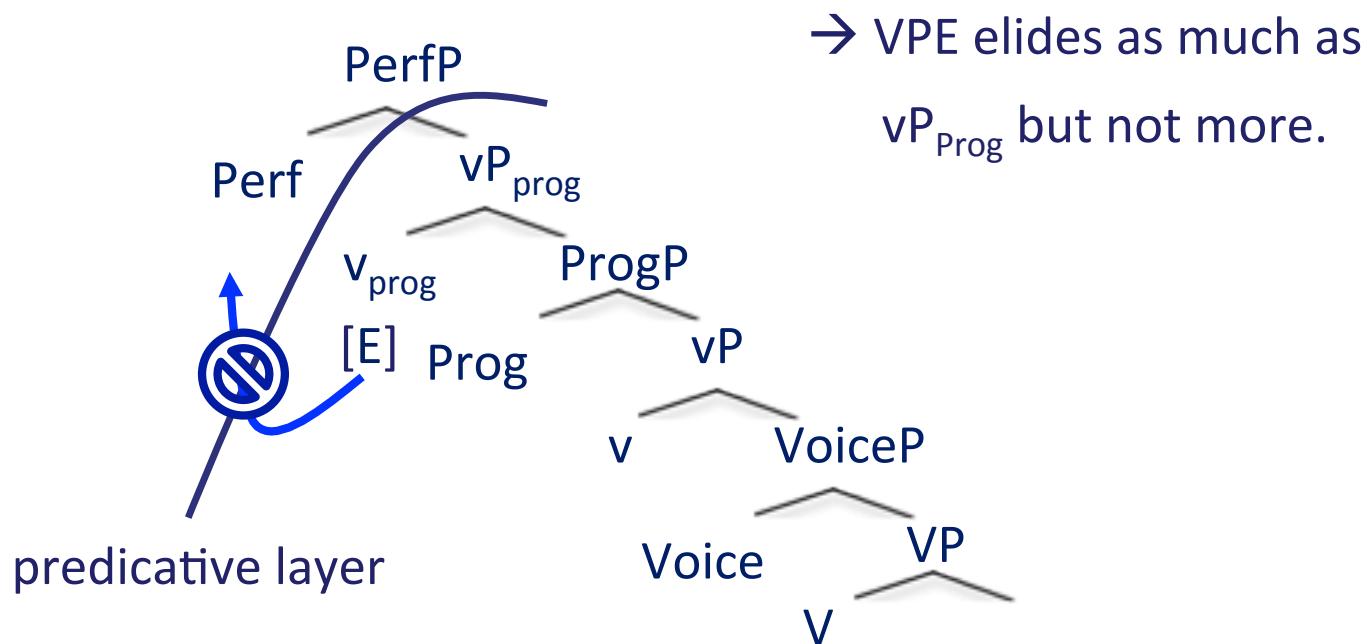 → VPE elides as much as
PerfP
vP_Prog but not more.
Perf
vP_prog
v_prog
ProgP
[E]
Prog
vP
v
VoiceP
predicative layer
Voice
VP
V